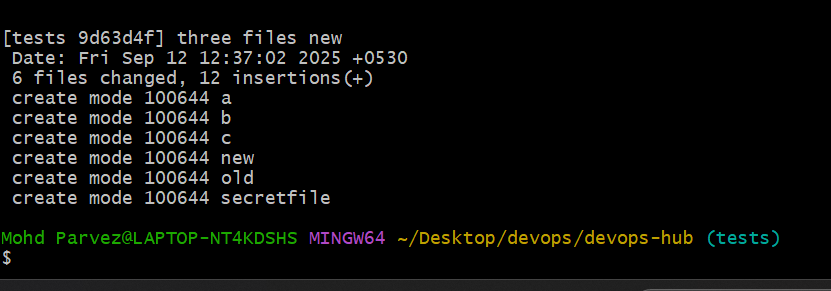 [tests 9d63d4f] three files new
Date: Fri Sep 12 12:37:02 2025 +0530
6 files changed, 12 insertions(+)
create mode 100644 a
create mode 100644 b
create mode 100644 c
create mode 100644 new
create mode 100644 old
create mode 100644 secretfile
Mohd Parvez@LAPTOP-NT4KDSHS MINGW64 ~/Desktop/devops/devops-hub (tests)
$